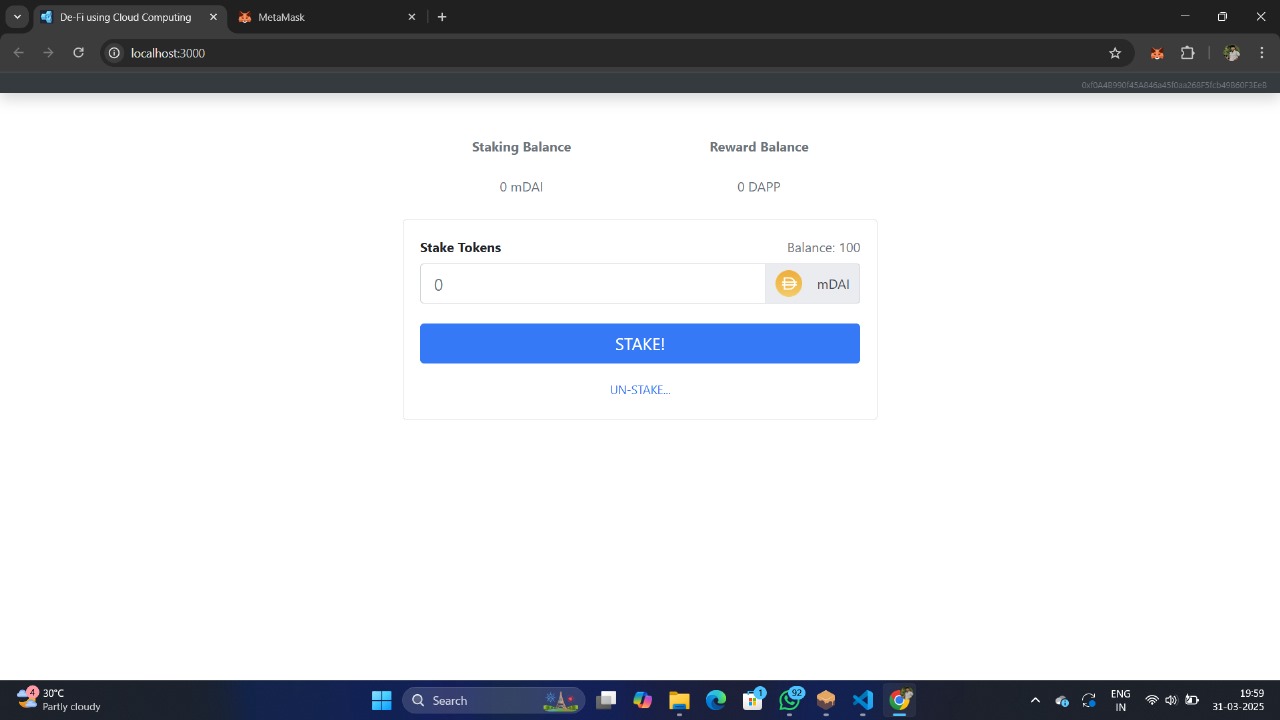 De-Fi using Cloud Computing
MetaMask
localhost:3000
Staking Balance
Reward Balance
0 mDAI
0 DAPP
Stake Tokens
Balance: 100
0
mDAI
STAKE!
UN-STAKE...
4
30°C
Partly cloudy
Search
1
92
ENG
IN
19:59
31-03-2025